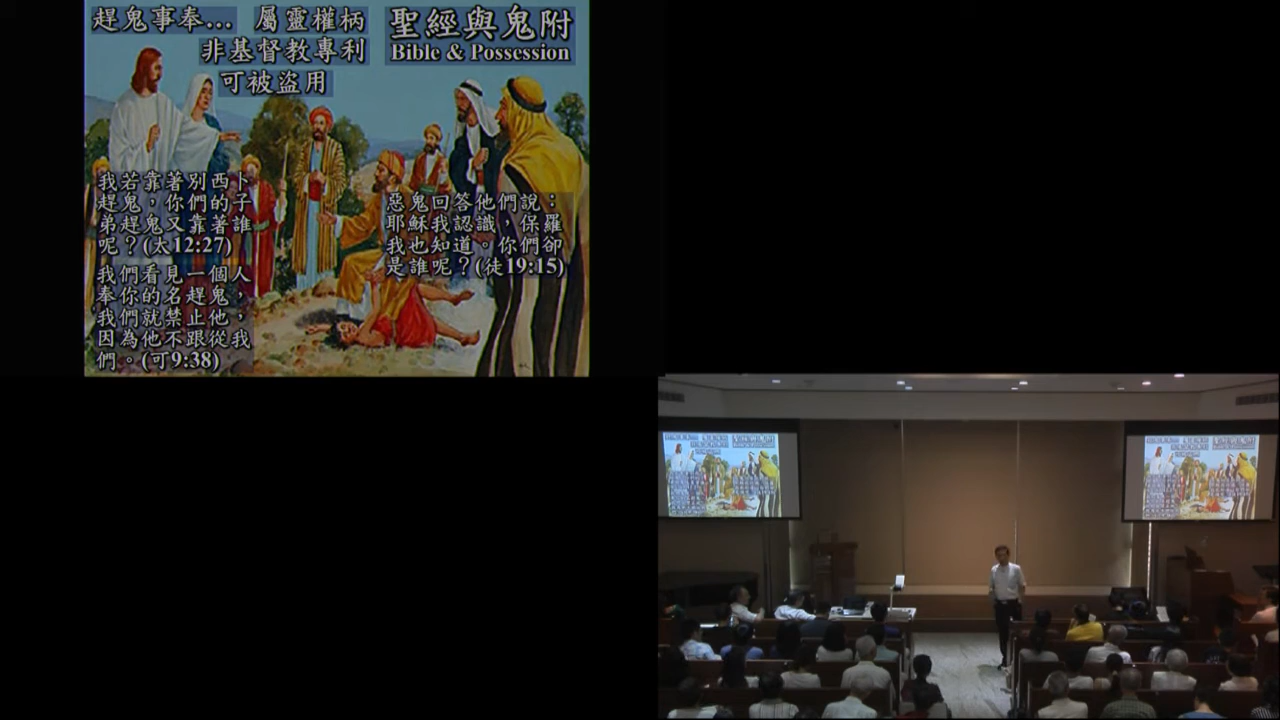 趕鬼事奉... 屬靈權柄
非基督教專利
可被盜用
聖經與鬼附
Bible & Possession
我若靠著別西卜
趕鬼，你們的子
弟趕鬼又靠著誰
呢？(太12:27)
我們看見一個人
奉你的名趕鬼，
我們就禁止他，
因為他不跟從我
們。(可9:38)
惡鬼回答他們說：
耶穌我認識，保羅
我也知道。你們卻
是誰呢？(徒19:15)